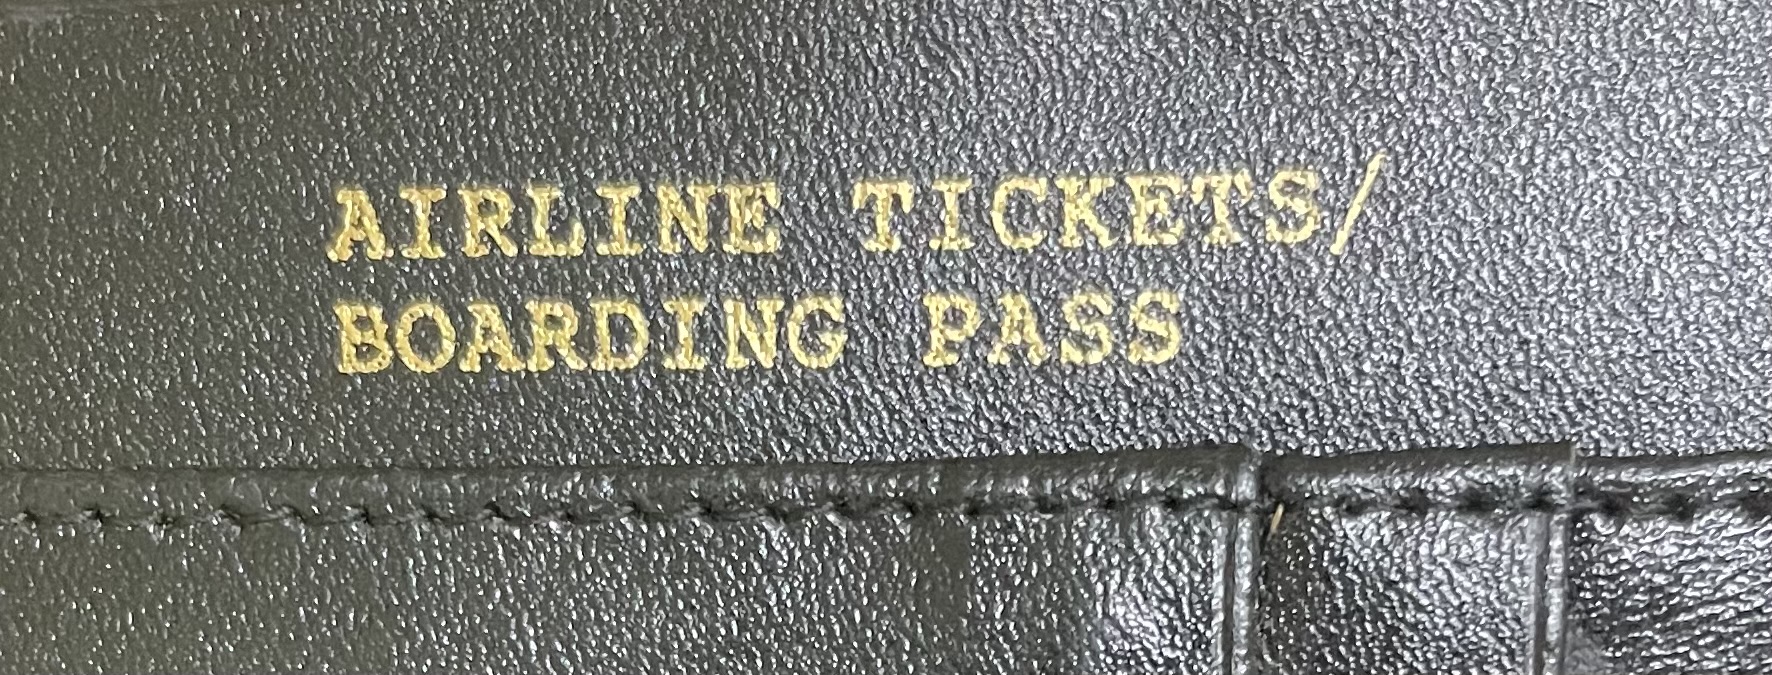 AIRLINE TICKETS/
BOARDING PASS